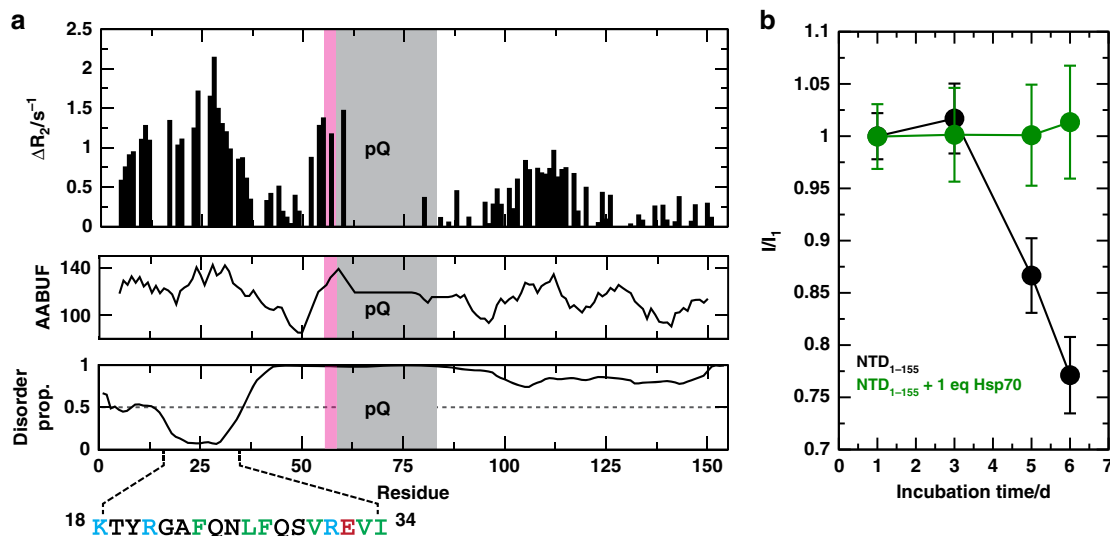 a
2.5
2
1.5
1
0.5
0
ΔR2/s−1
pQ
140
100
AABUF
pQ
1
0.5
0
Disorder
prop.
pQ
0 25 50 75 100 125 150
Residue
18 KTYRGAFQNLFQSVREVI 34
b
1.1
1.05
1
0.95
0.9
0.85
0.8
0.75
0.7
I/I1
NTD1–155
NTD1–155 + 1 eq Hsp70
0 1 2 3 4 5 6 7
Incubation time/d